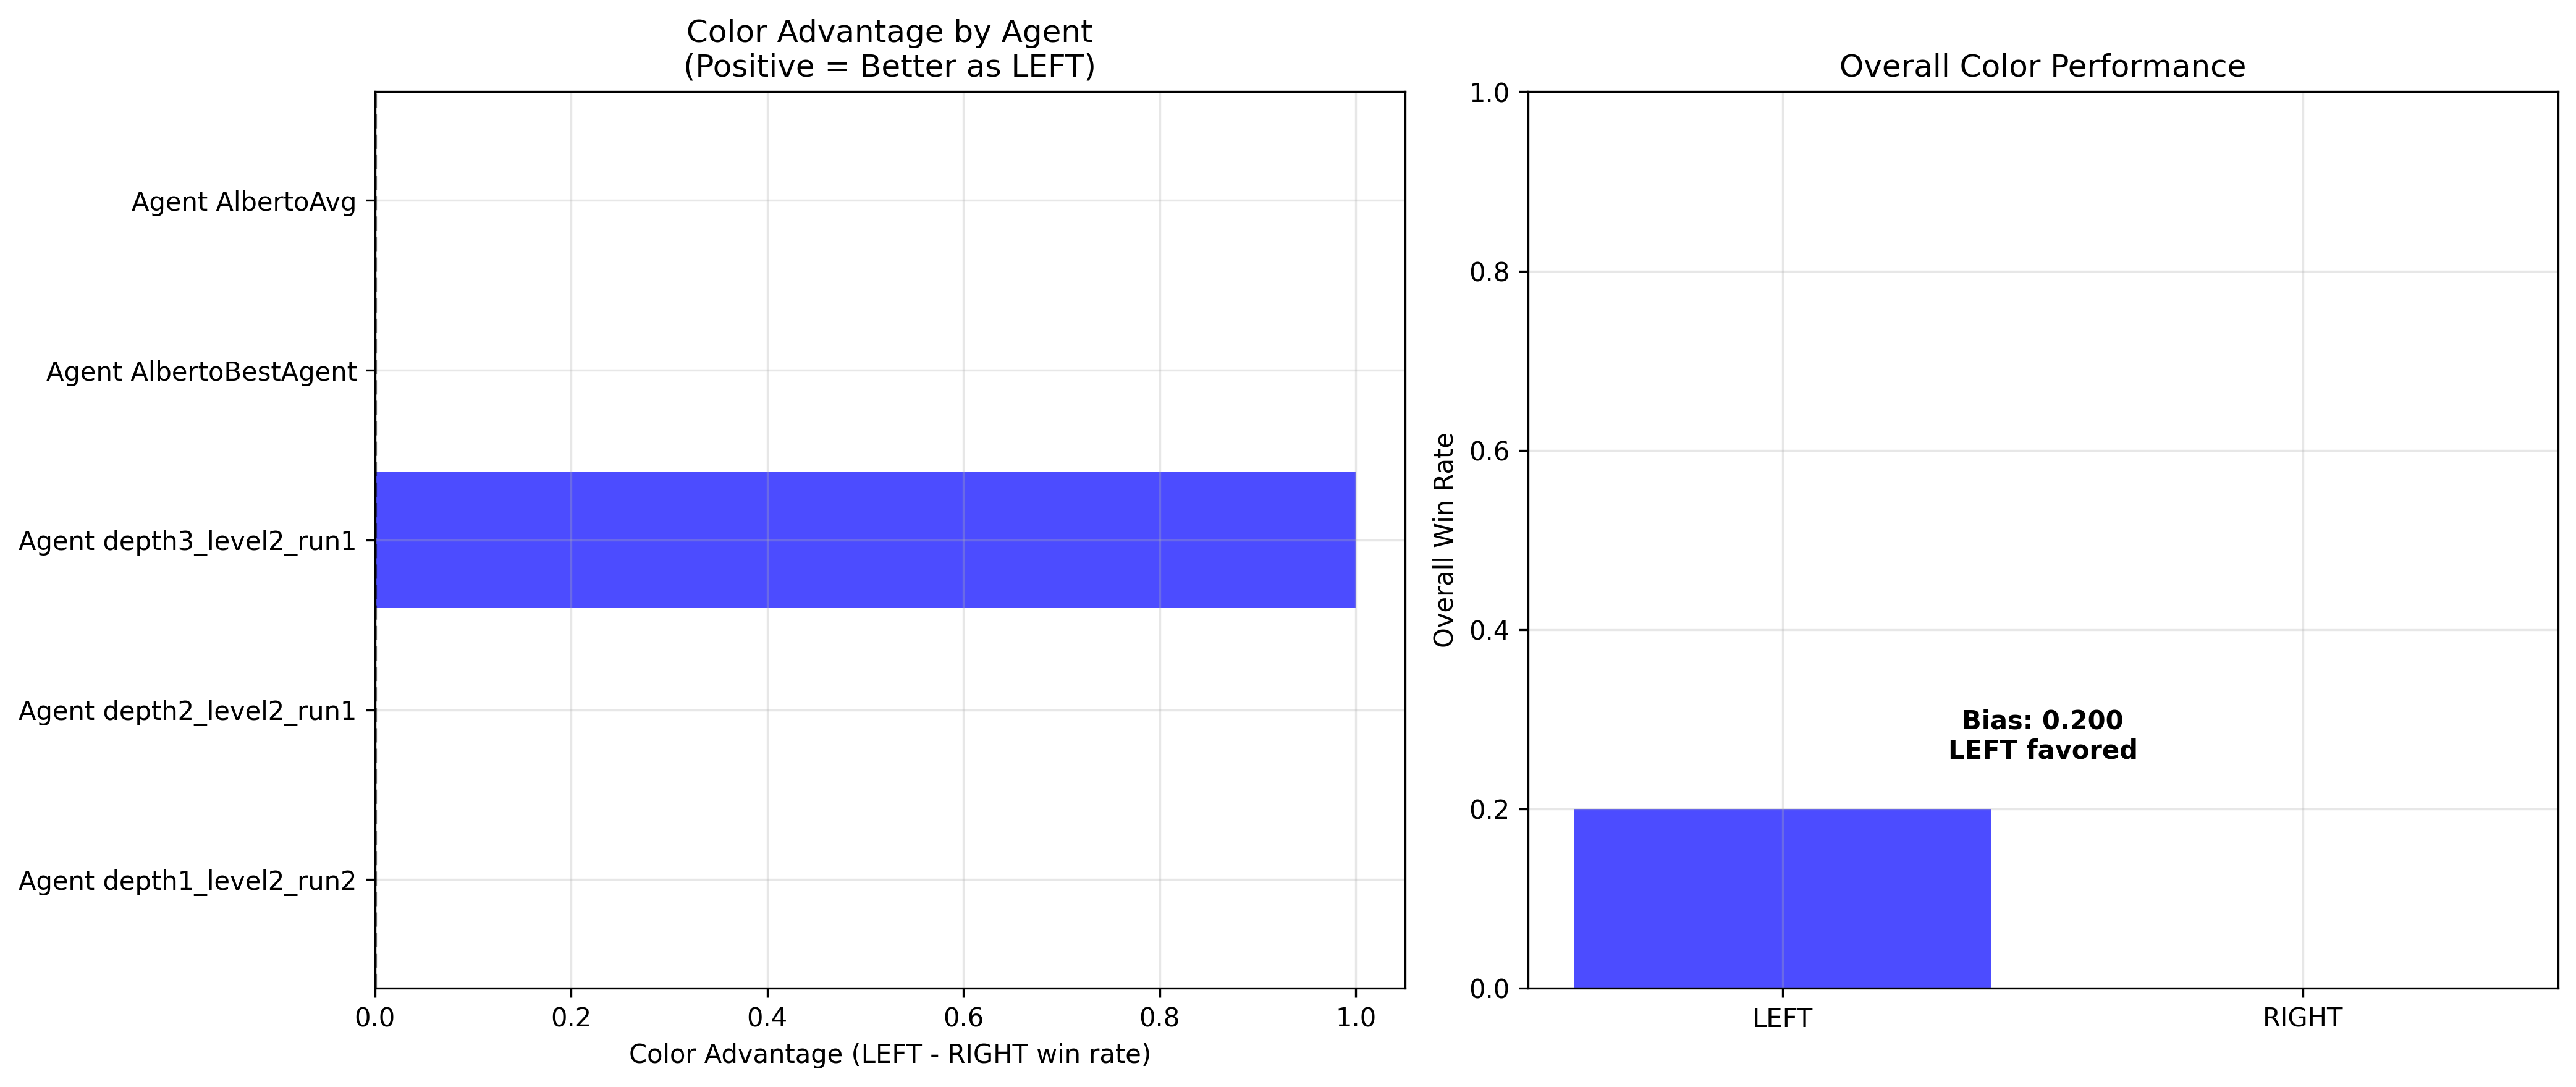 Color Advantage by Agent
(Positive = Better as LEFT)
Agent AlbertoAvg
Agent AlbertoBestAgent
Agent depth3_level2_run1
Agent depth2_level2_run1
Agent depth1_level2_run2
0.0 0.2 0.4 0.6 0.8 1.0
Color Advantage (LEFT - RIGHT win rate)
Overall Color Performance
Overall Win Rate
1.0
0.8
0.6
0.4
0.2
0.0
Bias: 0.200
LEFT favored
LEFT RIGHT